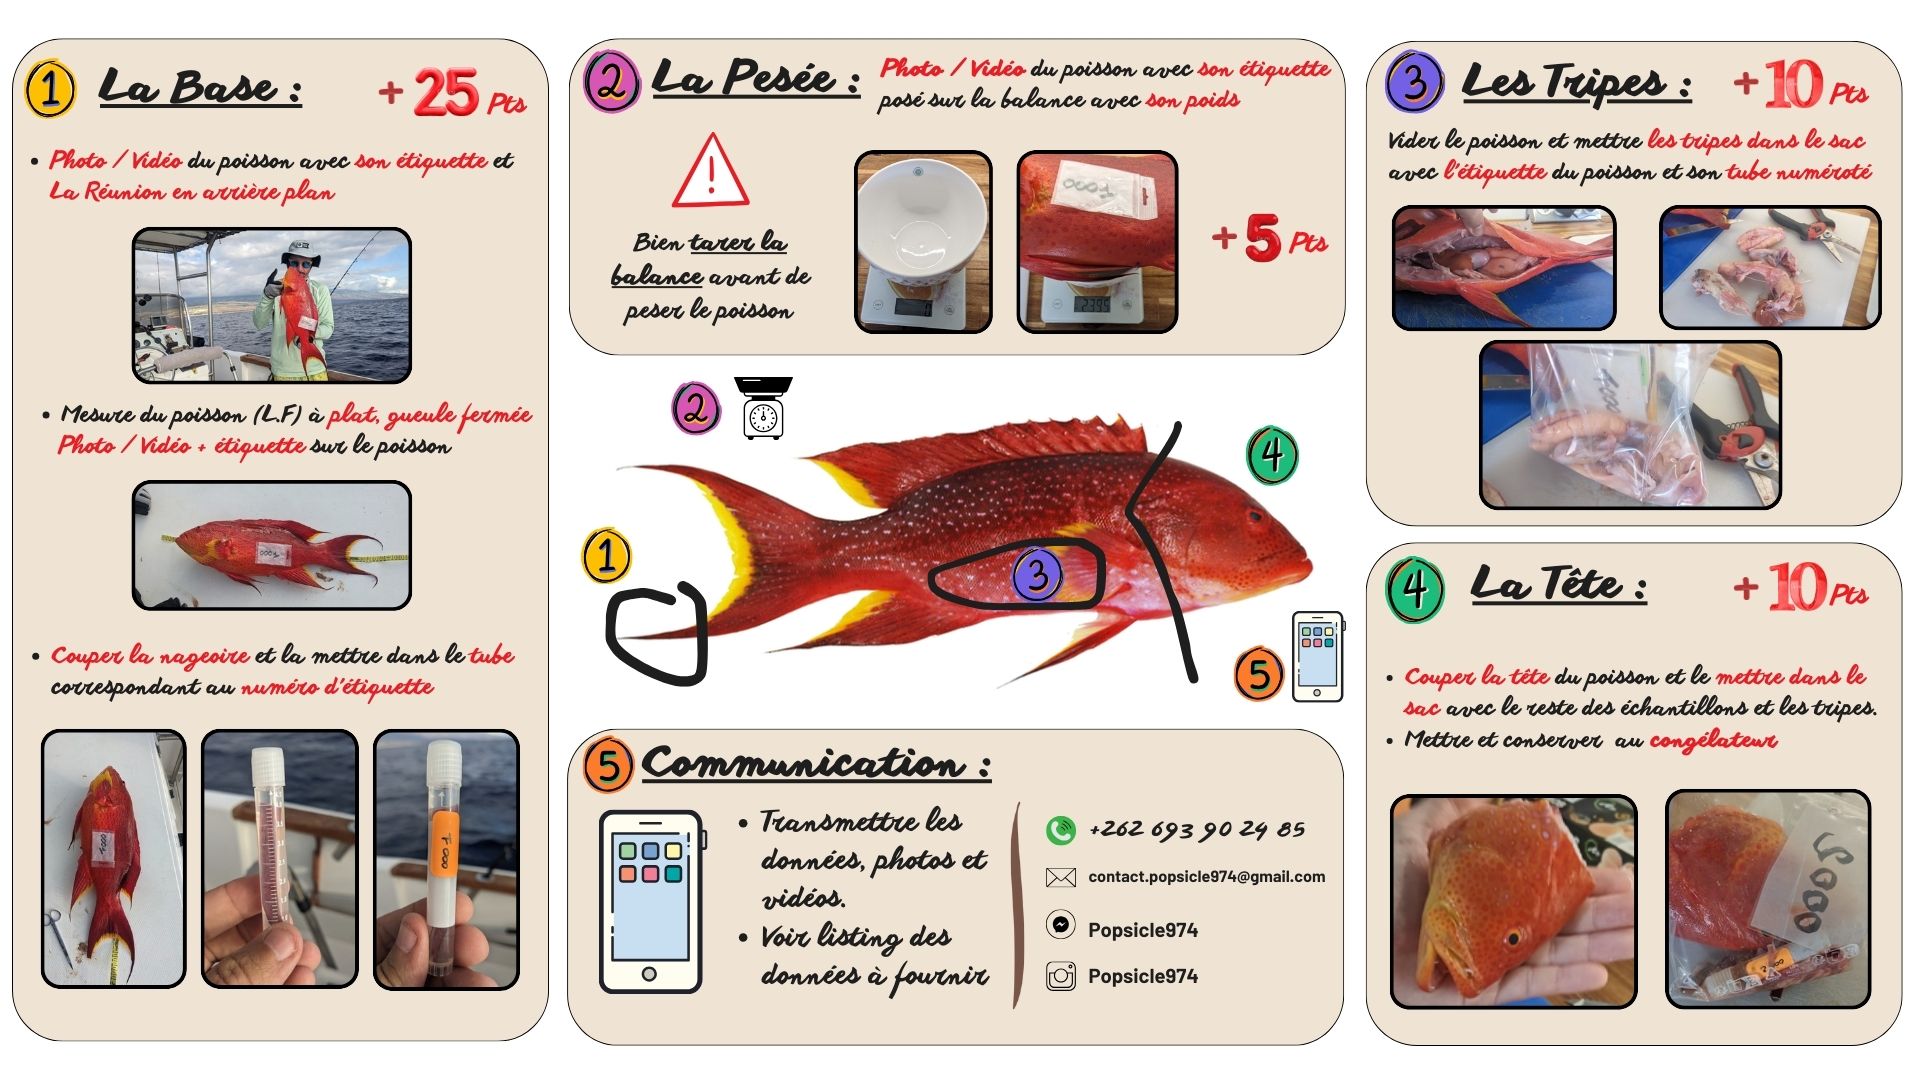 1 La Base : + 25 Pts
• Photo / Vidéo du poisson avec son étiquette et
La Réunion en arrière plan
• Mesure du poisson (L.F) à plat, gueule fermée
Photo / Vidéo + étiquette sur le poisson
F000
• Couper la nageoire et la mettre dans le tube
correspondant au numéro d'étiquette
F000
F 000
2 La Pesée :
Photo / Vidéo du poisson avec son étiquette
posé sur la balance avec son poids
!
Bien tarer la
balance avant de
peser le poisson
0
F000
2395
+ 5 Pts
2
4
1
3
5
5 Communication :
• Transmettre les
données, photos et
vidéos.
• Voir listing des
données à fournir
+262 693 90 24 85
contact.popsicle974@gmail.com
Popsicle974
Popsicle974
3 Les Tripes : + 10 Pts
Vider le poisson et mettre les tripes dans le sac
avec l'étiquette du poisson et son tube numéroté
4 La Tête : + 10 Pts
• Couper la tête du poisson et le mettre dans le
sac avec le reste des échantillons et les tripes.
• Mettre et conserver au congélateur